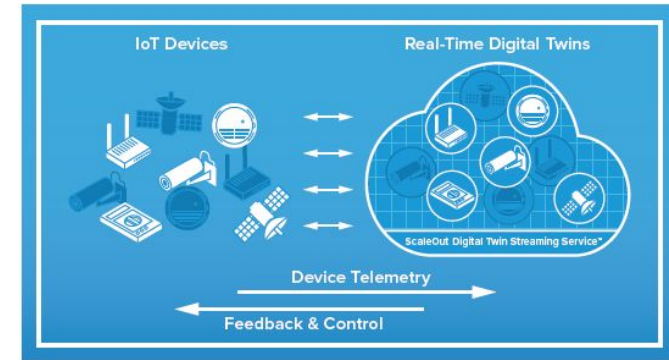 IoT Devices
Real-Time Digital Twins
ScaleOut Digital Twin Streaming Service™
Device Telemetry
Feedback & Control